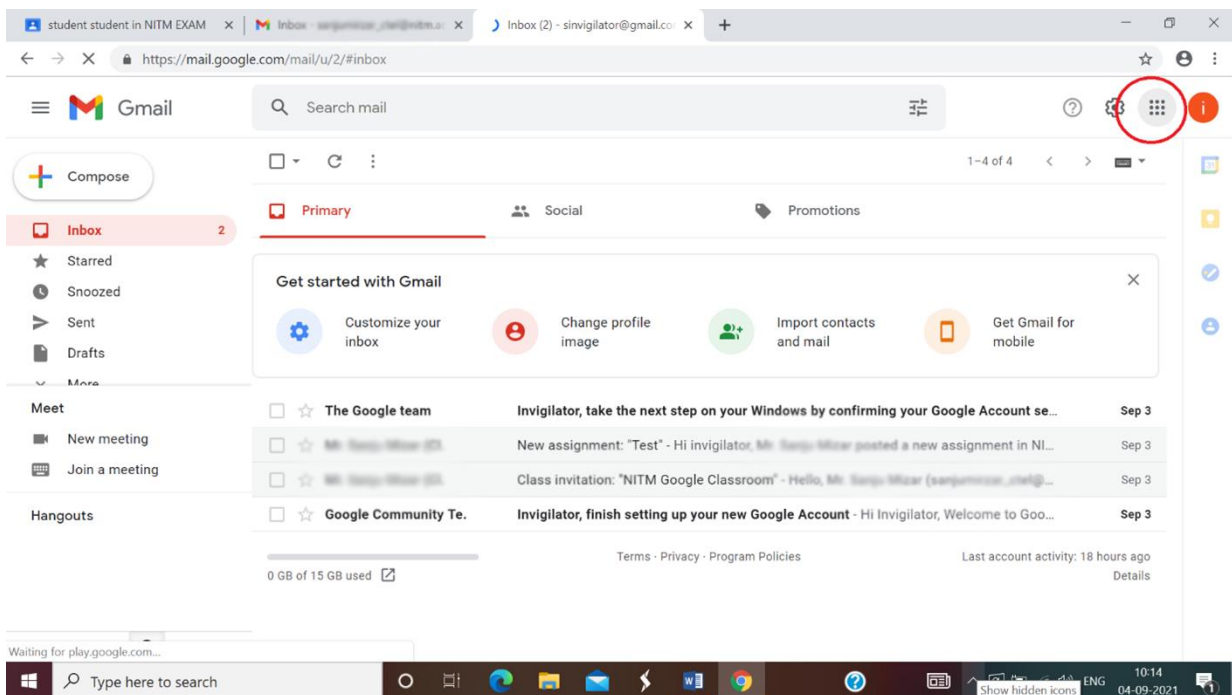 student student in NITM EXAM
Inbox -
Inbox (2) - sinvigilator@gmail.co
https://mail.google.com/mail/u/2/#inbox
Gmail
Search mail
i
Compose
1–4 of 4
Primary
Social
Promotions
Inbox 2
Starred
Snoozed
Sent
Drafts
More
Get started with Gmail
Customize your
inbox
Change profile
image
Import contacts
and mail
Get Gmail for
mobile
Meet
New meeting
Join a meeting
Hangouts
The Google team Invigilator, take the next step on your Windows by confirming your Google Account se... Sep 3
New assignment: "Test" - Hi invigilator, posted a new assignment in NI... Sep 3
Class invitation: "NITM Google Classroom" - Hello, Sep 3
Google Community Te. Invigilator, finish setting up your new Google Account - Hi Invigilator, Welcome to Goo... Sep 3
0 GB of 15 GB used
Terms · Privacy · Program Policies
Last account activity: 18 hours ago
Details
Waiting for play.google.com...
Type here to search
ENG
10:14
04-09-2021
Show hidden icons